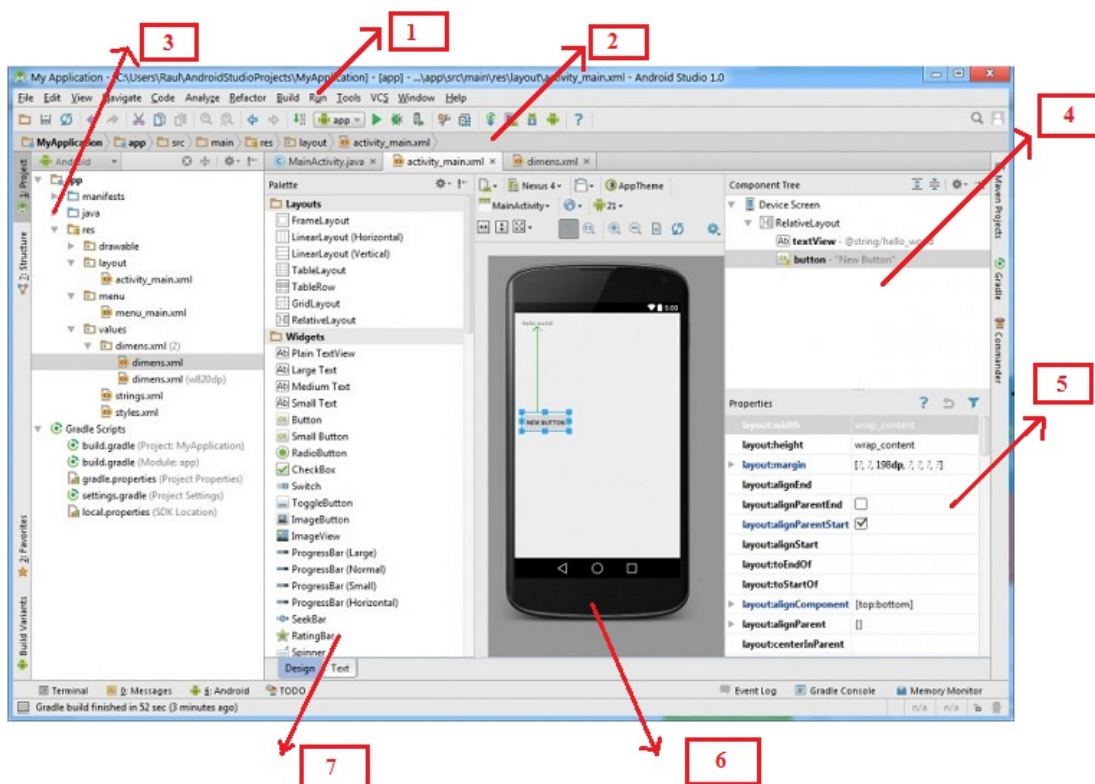 3
1
2
4
5
6
7
My Application - [C:\Users\Raul\AndroidStudioProjects\MyApplication] - [app] - ...\app\src\main\res\layout\activity_main.xml - Android Studio 1.0
File Edit View Navigate Code Analyze Refactor Build Run Tools VCS Window Help
app
MyApplication app src main res layout activity_main.xml
1: Project
2: Structure
2: Favorites
Build Variants
Android
app
manifests
java
res
drawable
layout
activity_main.xml
menu
menu_main.xml
values
dimens.xml (2)
dimens.xml
dimens.xml (w820dp)
strings.xml
styles.xml
Gradle Scripts
build.gradle (Project: MyApplication)
build.gradle (Module: app)
gradle.properties (Project Properties)
settings.gradle (Project Settings)
local.properties (SDK Location)
MainActivity.java activity_main.xml dimens.xml
Palette
Layouts
FrameLayout
LinearLayout (Horizontal)
LinearLayout (Vertical)
TableLayout
TableRow
GridLayout
RelativeLayout
Widgets
Ab Plain TextView
Ab Large Text
Ab Medium Text
Ab Small Text
Button
Small Button
RadioButton
CheckBox
Switch
ToggleButton
ImageButton
ImageView
ProgressBar (Large)
ProgressBar (Normal)
ProgressBar (Small)
ProgressBar (Horizontal)
SeekBar
RatingBar
Spinner
Design Text
Nexus 4 AppTheme
MainActivity 21
5:00
Hello world!
NEW BUTTON
Component Tree
Device Screen
RelativeLayout
Ab textView - @string/hello_world
button - "New Button"
Properties
layout:width wrap_content
layout:height wrap_content
layout:margin [?, ?, 198dp, ?, ?, ?, ?]
layout:alignEnd
layout:alignParentEnd
layout:alignParentStart
layout:alignStart
layout:toEndOf
layout:toStartOf
layout:alignComponent [top:bottom]
layout:alignParent []
layout:centerInParent
Maven Projects
Gradle
Commander
Terminal 0: Messages 6: Android TODO Event Log Gradle Console Memory Monitor
Gradle build finished in 52 sec (3 minutes ago) n/a n/a